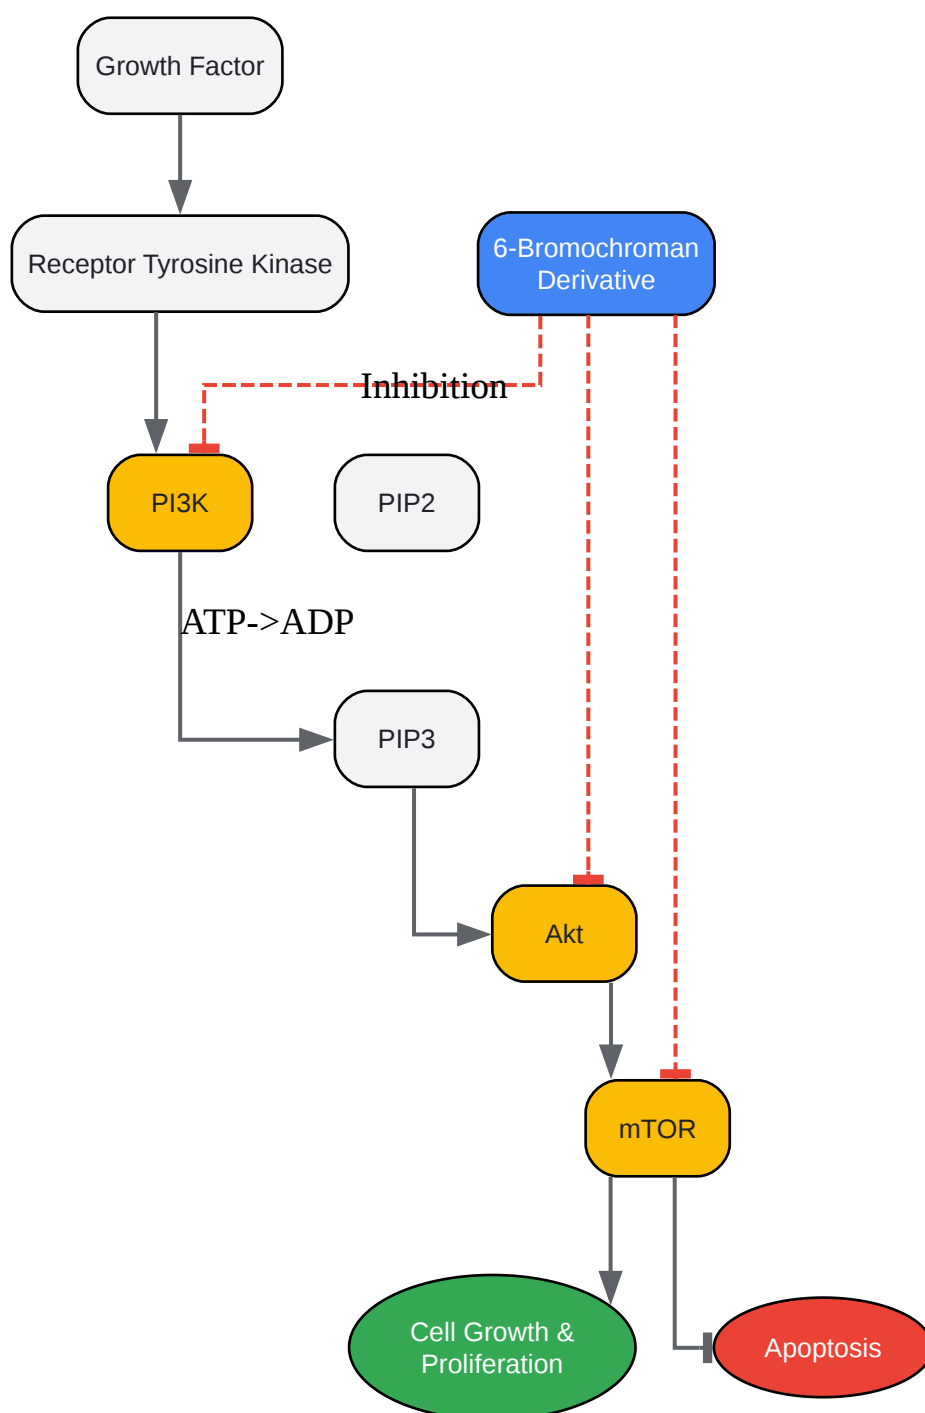 Growth Factor
Receptor Tyrosine Kinase
6-Bromochroman
Derivative
Inhibition
PI3K
PIP2
ATP->ADP
PIP3
Akt
mTOR
Cell Growth &
Proliferation
Apoptosis